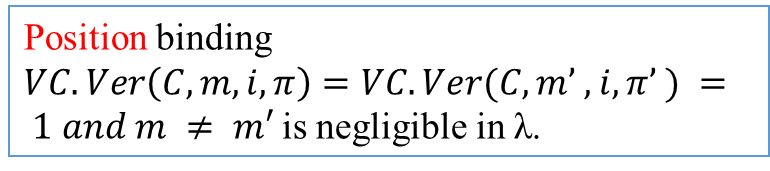 Position binding
𝑉𝐶.𝑉𝑒𝑟(𝐶, 𝑚, 𝑖, 𝜋) = 𝑉𝐶.𝑉𝑒𝑟(𝐶, 𝑚’, 𝑖, 𝜋’) =
1 𝑎𝑛𝑑 𝑚 ≠ 𝑚′ is negligible in λ.